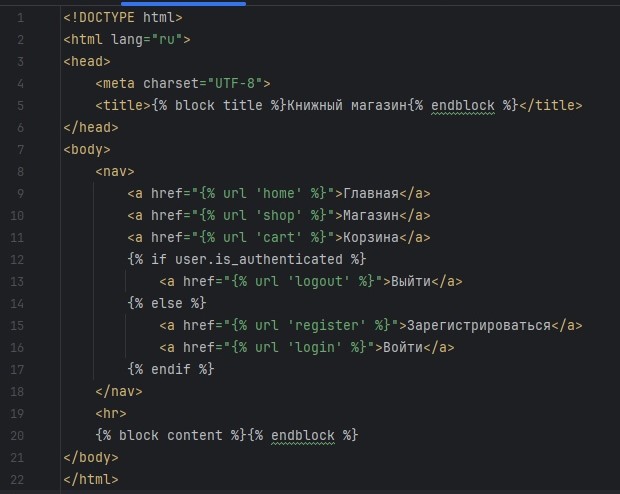 1 <!DOCTYPE html>
2 <html lang="ru">
3 <head>
4     <meta charset="UTF-8">
5     <title>{% block title %}Книжный магазин{% endblock %}</title>
6 </head>
7 <body>
8     <nav>
9         <a href="{% url 'home' %}">Главная</a>
10         <a href="{% url 'shop' %}">Магазин</a>
11         <a href="{% url 'cart' %}">Корзина</a>
12         {% if user.is_authenticated %}
13             <a href="{% url 'logout' %}">Выйти</a>
14         {% else %}
15             <a href="{% url 'register' %}">Зарегистрироваться</a>
16             <a href="{% url 'login' %}">Войти</a>
17         {% endif %}
18     </nav>
19     <hr>
20     {% block content %}{% endblock %}
21 </body>
22 </html>